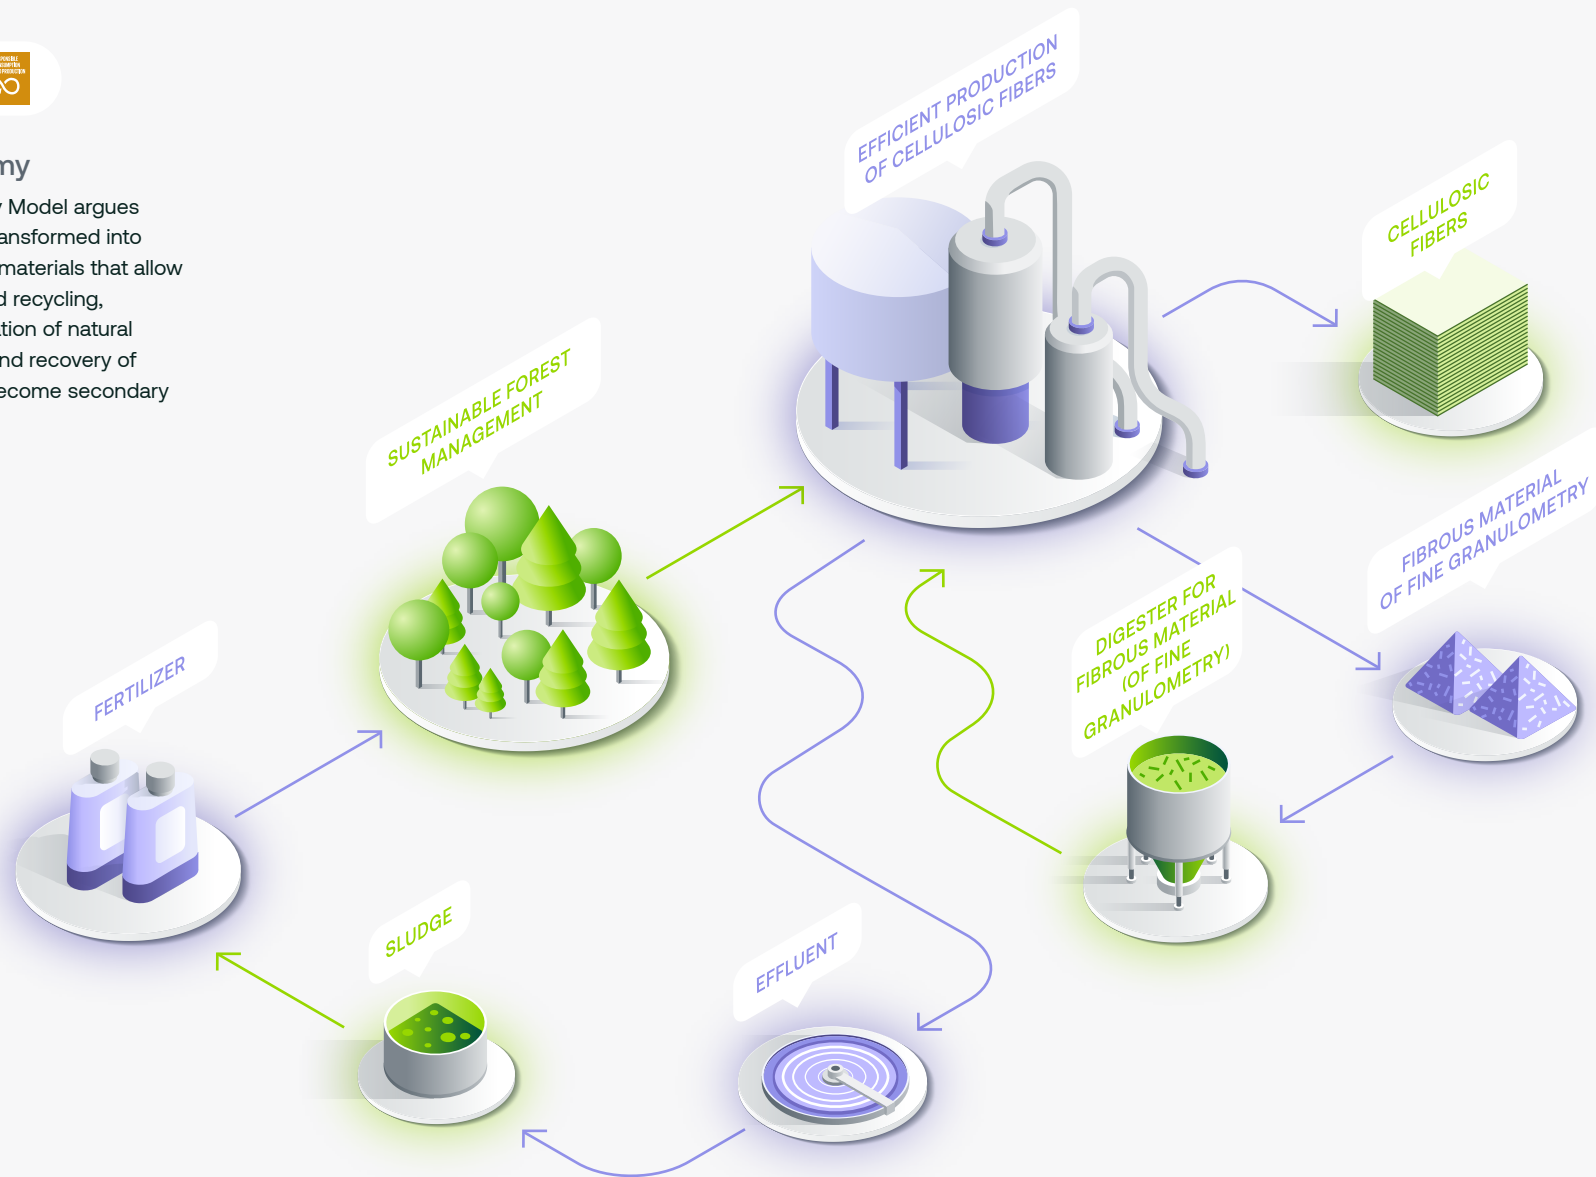 PRODUCTION
my
y Model argues
ansformed into
materials that allow
d recycling,
ation of natural
nd recovery of
ecome secondary
EFFICIENT PRODUCTION
OF CELLULOSIC FIBERS
CELLULOSIC
FIBERS
SUSTAINABLE FOREST
MANAGEMENT
FIBROUS MATERIAL
OF FINE GRANULOMETRY
DIGESTER FOR
FIBROUS MATERIAL
(OF FINE
GRANULOMETRY)
FERTILIZER
SLUDGE
EFFLUENT